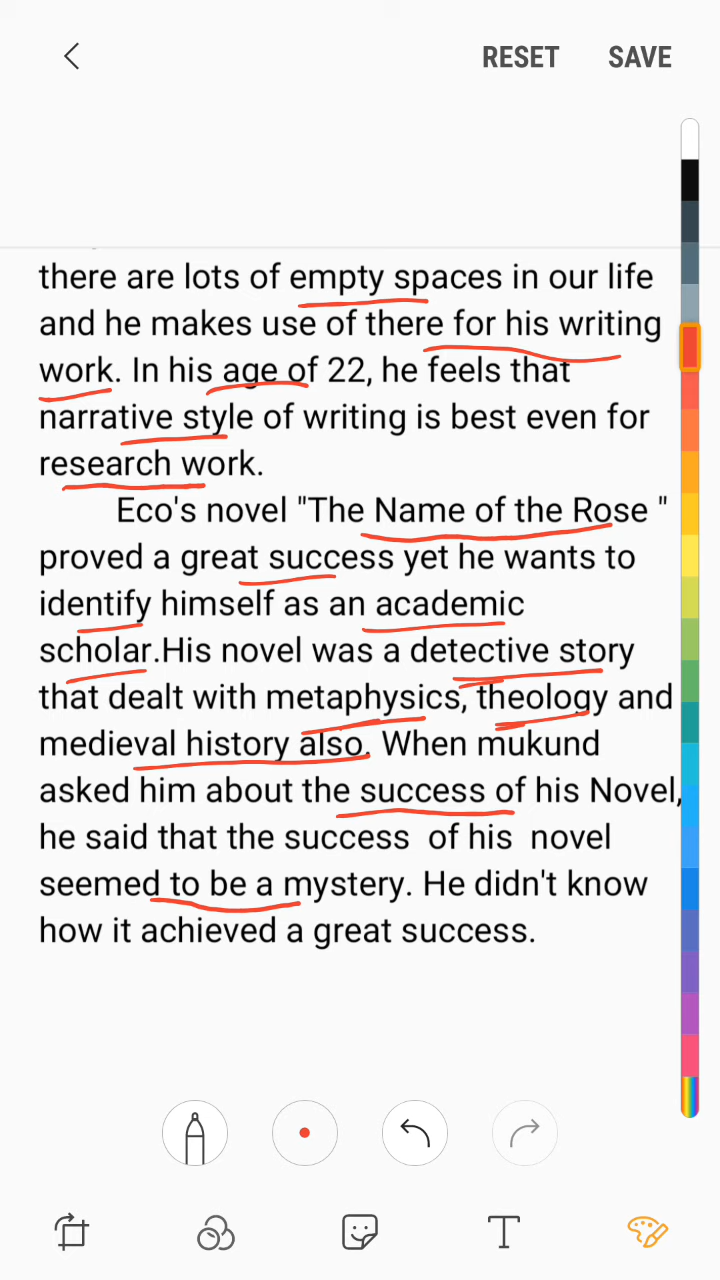 RESET SAVE
there are lots of empty spaces in our life
and he makes use of there for his writing
work. In his age of 22, he feels that
narrative style of writing is best even for
research work.
Eco's novel "The Name of the Rose "
proved a great success yet he wants to
identify himself as an academic
scholar.His novel was a detective story
that dealt with metaphysics, theology and
medieval history also. When mukund
asked him about the success of his Novel,
he said that the success  of his  novel
seemed to be a mystery. He didn't know
how it achieved a great success.
T